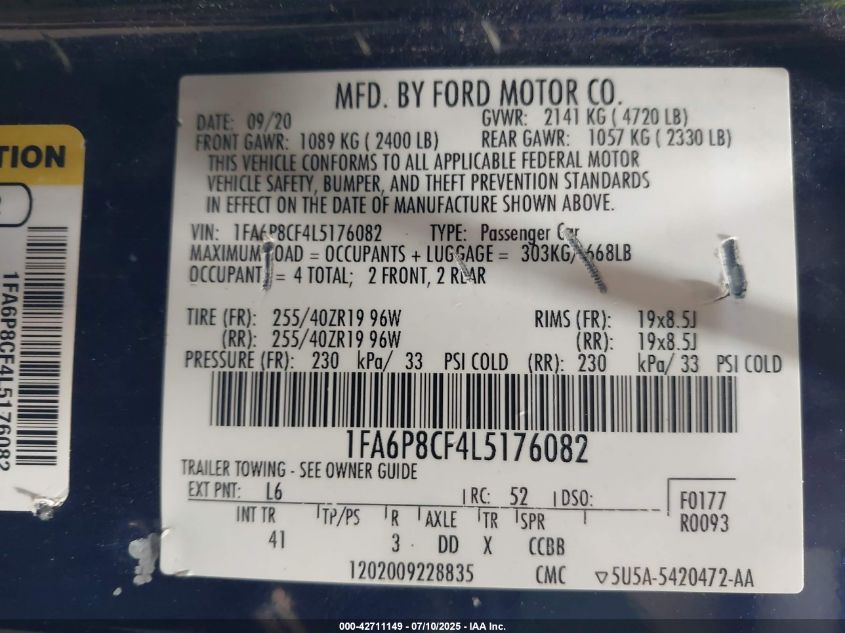 MFD. BY FORD MOTOR CO.
DATE: 09/20 GVWR: 2141 KG ( 4720 LB)
FRONT GAWR: 1089 KG ( 2400 LB) REAR GAWR: 1057 KG ( 2330 LB)
THIS VEHICLE CONFORMS TO ALL APPLICABLE FEDERAL MOTOR
VEHICLE SAFETY, BUMPER, AND THEFT PREVENTION STANDARDS
IN EFFECT ON THE DATE OF MANUFACTURE SHOWN ABOVE.
VIN: 1FA6P8CF4L5176082 TYPE: Passenger Car
MAXIMUM LOAD = OCCUPANTS + LUGGAGE = 303KG/ 668LB
OCCUPANT = 4 TOTAL; 2 FRONT, 2 REAR
TIRE (FR): 255/40ZR19 96W RIMS (FR): 19x8.5J
(RR): 255/40ZR19 96W (RR): 19x8.5J
PRESSURE (FR): 230 kPa/ 33 PSI COLD (RR): 230 kPa/ 33 PSI COLD
1FA6P8CF4L5176082
TRAILER TOWING - SEE OWNER GUIDE
EXT PNT: L6 RC: 52 DSO: F0177
R0093
INT TR TP/PS R AXLE TR SPR
41 3 DD X CCBB
1202009228835 CMC ▽5U5A-5420472-AA
TION
1FA6P8CF4L5176082
000-42711149 - 07/10/2025 - IAA Inc.